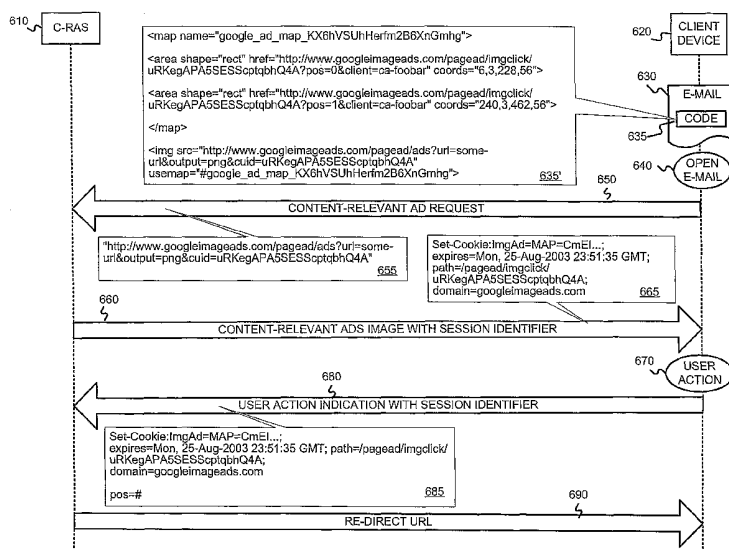 610
C-RAS
<map name="google_ad_map_KX6hVSUhHerfm2B6XnGmhg">
<area shape="rect" href="http://www.googleimageads.com/pagead/imgclick/
uRKegAPA5SESScptqbhQ4A?pos=0&client=ca-foobar" coords="6,3,228,56">
<area shape="rect" href="http://www.googleimageads.com/pagead/imgclick/
uRKegAPA5SESScptqbhQ4A?pos=1&client=ca-foobar" coords="240,3,462,56">
</map>
<img src="http://www.googleimageads.com/pagead/ads?url=some-
url&output=png&cuid=uRKegAPA5SESScptqbhQ4A"
usemap="#google_ad_map_KX6hVSUhHerfm2B6XnGmhg">
635'
CLIENT
DEVICE
620
630
E-MAIL
CODE
635
640
OPEN
E-MAIL
650
CONTENT-RELEVANT AD REQUEST
"http://www.googleimageads.com/pagead/ads?url=some-
url&output=png&cuid=uRKegAPA5SESScptqbhQ4A"
655
Set-Cookie:ImgAd=MAP=CmEI...;
expires=Mon, 25-Aug-2003 23:51:35 GMT;
path=/pagead/imgclick/
uRKegAPA5SESScptqbhQ4A;
domain=googleimageads.com
665
660
CONTENT-RELEVANT ADS IMAGE WITH SESSION IDENTIFIER
670
USER
ACTION
680
USER ACTION INDICATION WITH SESSION IDENTIFIER
Set-Cookie:ImgAd=MAP=CmEI...;
expires=Mon, 25-Aug-2003 23:51:35 GMT; path=/pagead/imgclick/
uRKegAPA5SESScptqbhQ4A;
domain=googleimageads.com
pos=#
685
690
RE-DIRECT URL